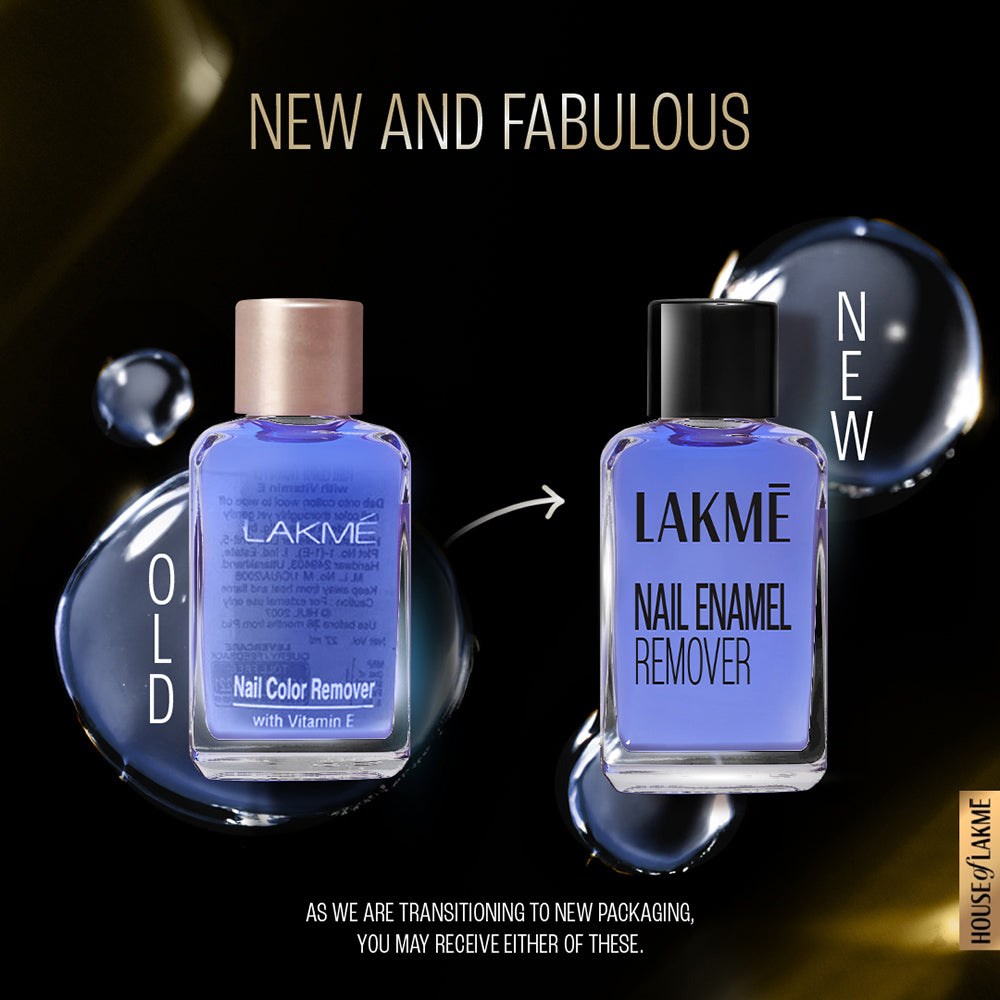 NEW AND FABULOUS
OLD
LAKMÉ
Nail Color Remover
with Vitamin E
NEW
LAKMĒ
NAIL ENAMEL
REMOVER
HOUSE of LAKMĒ
AS WE ARE TRANSITIONING TO NEW PACKAGING,
YOU MAY RECEIVE EITHER OF THESE.